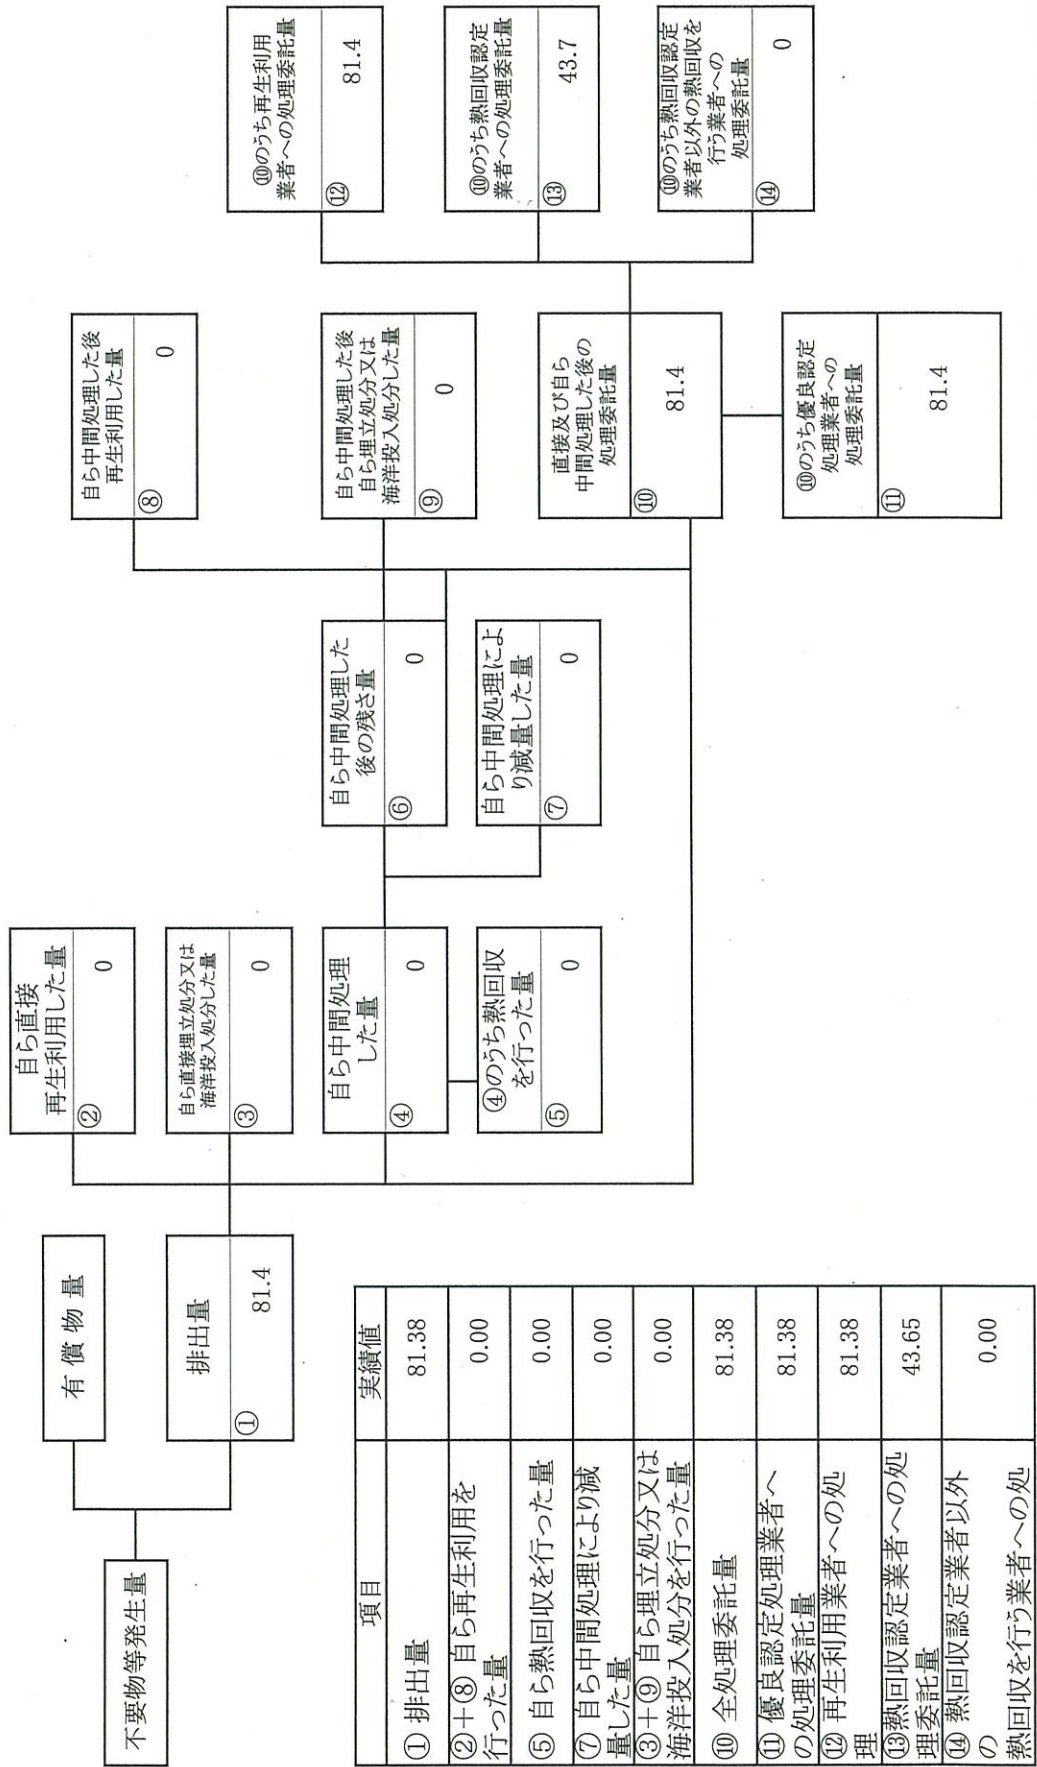 不要物等発生量
有 償 物 量
排出量
①
81.4
自ら直接
再生利用した量
②
0
自ら直接埋立処分又は
海洋投入処分した量
③
0
自ら中間処理
した量
④
0
④のうち熱回収
を行った量
⑤
0
自ら中間処理した
後の残さ量
⑥
0
自ら中間処理によ
り減量した量
⑦
0
自ら中間処理した後
再生利用した量
⑧
0
自ら中間処理した後
自ら埋立処分又は
海洋投入処分した量
⑨
0
直接及び自ら
中間処理した後の
処理委託量
⑩
81.4
⑩のうち優良認定
処理業者への
処理委託量
⑪
81.4
⑩のうち再生利用
業者への処理委託量
⑫
81.4
⑩のうち熱回収認定
業者への処理委託量
⑬
43.7
⑩のうち熱回収認定
業者以外の熱回収を
行う業者への
処理委託量
⑭
0
項目 実績値
① 排出量 81.38
②+⑧ 自ら再生利用を
行った量 0.00
⑤ 自ら熱回収を行った量 0.00
⑦ 自ら中間処理により減
量した量 0.00
③+⑨ 自ら埋立処分又は
海洋投入処分を行った量 0.00
⑩ 全処理委託量 81.38
⑪ 優良認定処理業者へ
の処理委託量 81.38
⑫ 再生利用業者への処
理 81.38
⑬熱回収認定業者への処
理委託量 43.65
⑭ 熱回収認定業者以外
の
熱回収を行う業者への処 0.00